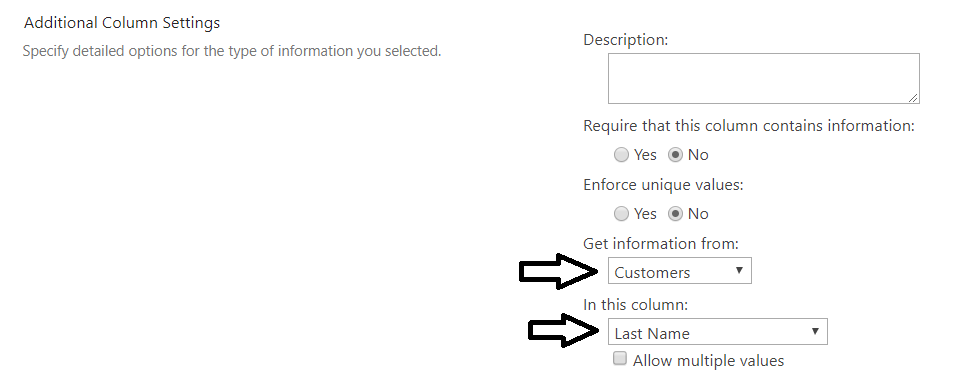 Additional Column Settings
Specify detailed options for the type of information you selected.
Description:
Require that this column contains information:
Yes No
Enforce unique values:
Yes No
Get information from:
Customers
In this column:
Last Name
Allow multiple values